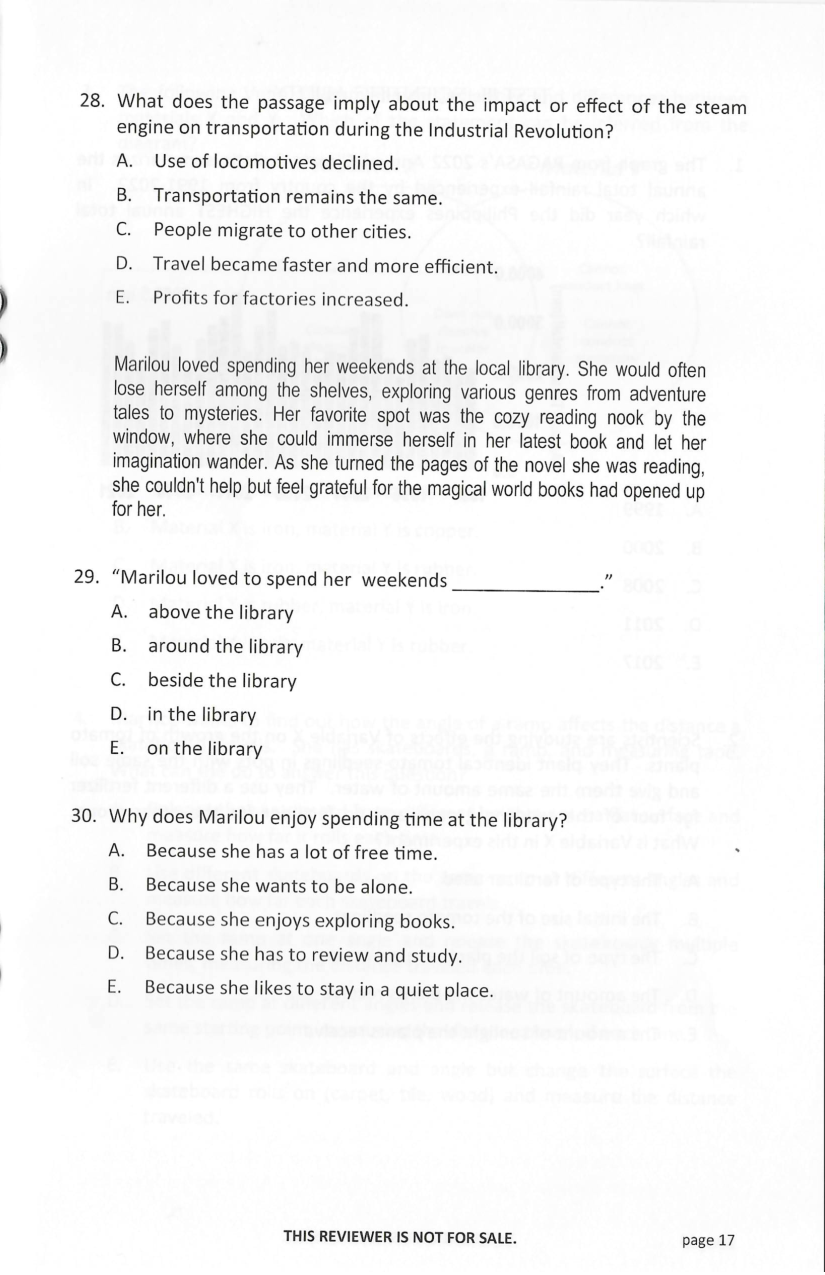 28. What does the passage imply about the impact or effect of the steam
engine on transportation during the Industrial Revolution?
A. Use of locomotives declined.
B. Transportation remains the same.
C. People migrate to other cities.
D. Travel became faster and more efficient.
E. Profits for factories increased.
Marilou loved spending her weekends at the local library. She would often
lose herself among the shelves, exploring various genres from adventure
tales to mysteries. Her favorite spot was the cozy reading nook by the
window, where she could immerse herself in her latest book and let her
imagination wander. As she turned the pages of the novel she was reading,
she couldn't help but feel grateful for the magical world books had opened up
for her.
29. “Marilou loved to spend her weekends _______________.”
A. above the library
B. around the library
C. beside the library
D. in the library
E. on the library
30. Why does Marilou enjoy spending time at the library?
A. Because she has a lot of free time.
B. Because she wants to be alone.
C. Because she enjoys exploring books.
D. Because she has to review and study.
E. Because she likes to stay in a quiet place.
THIS REVIEWER IS NOT FOR SALE. page 17